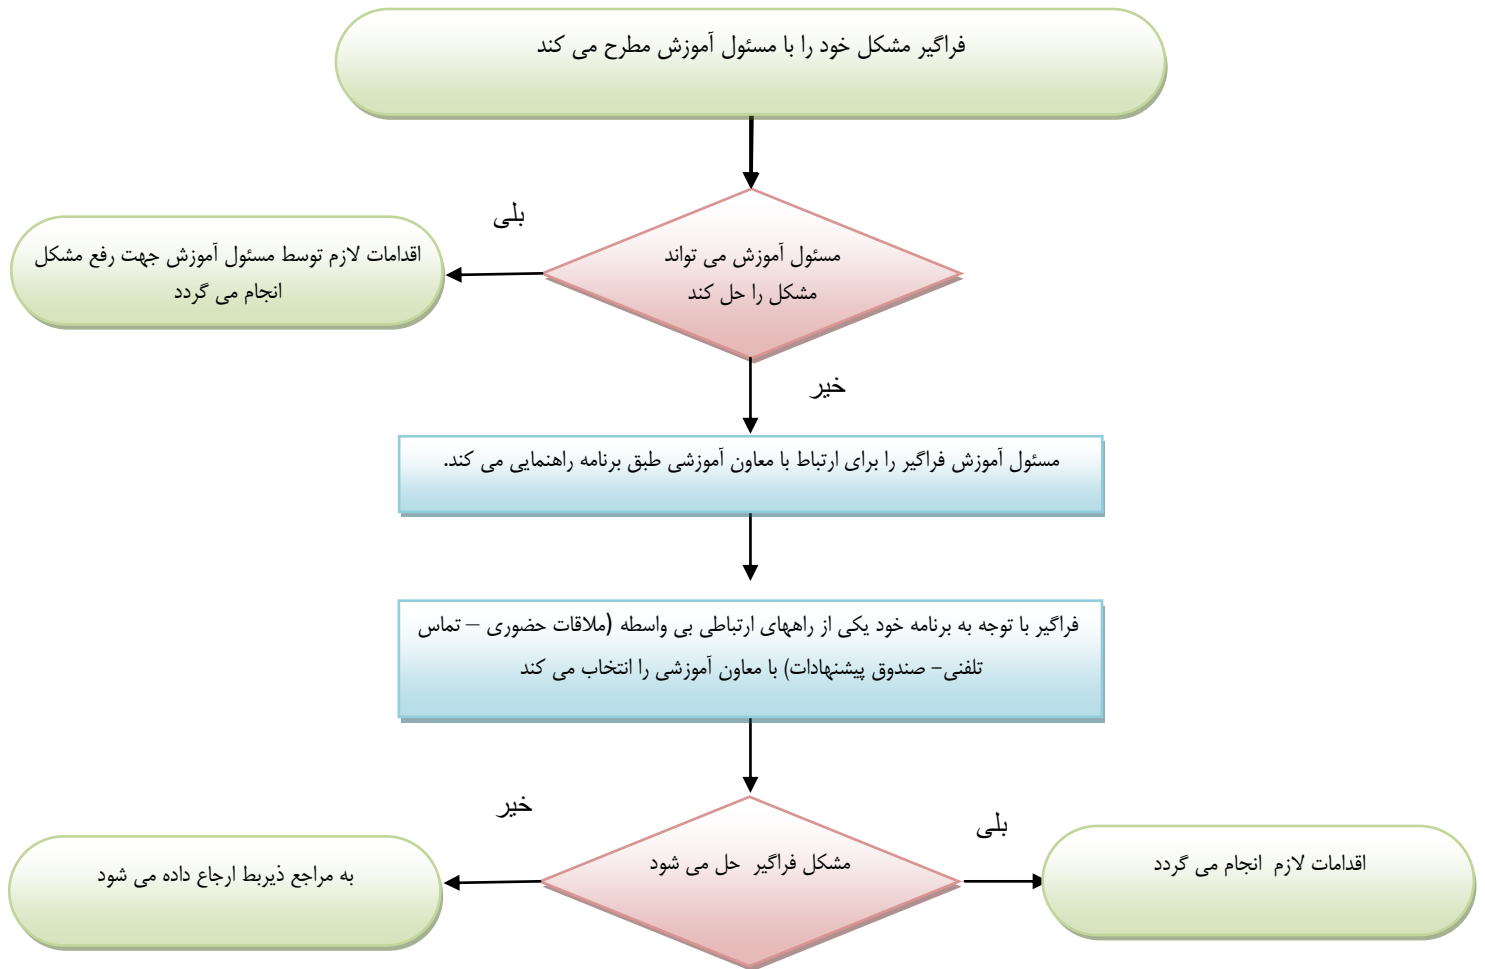 فراگیر مشکل خود را با مسئول آموزش مطرح می کند
بلی
مسئول آموزش می تواند
مشکل را حل کند
اقدامات لازم توسط مسئول آموزش جهت رفع مشکل
انجام می گردد
خیر
مسئول آموزش فراگیر را برای ارتباط با معاون آموزشی طبق برنامه راهنمایی می کند.
فراگیر با توجه به برنامه خود یکی از راههای ارتباطی بی واسطه (ملاقات حضوری – تماس
تلفنی- صندوق پیشنهادات) با معاون آموزشی را انتخاب می کند
خیر
بلی
مشکل فراگیر حل می شود
اقدامات لازم انجام می گردد
به مراجع ذیربط ارجاع داده می شود